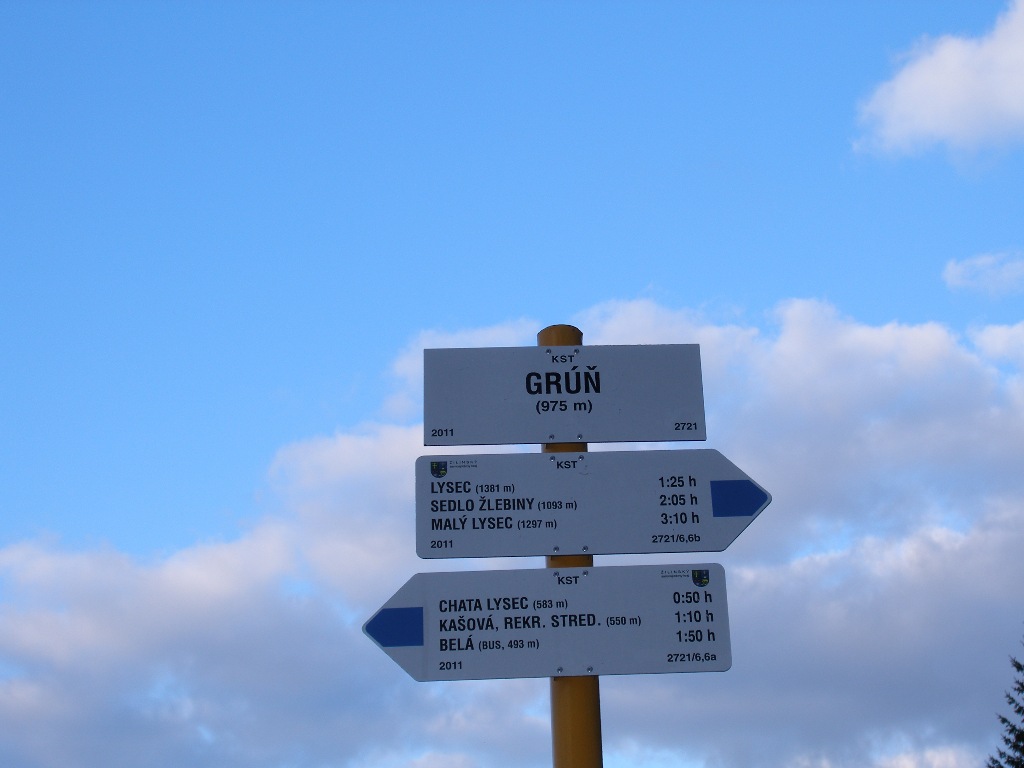 KST
GRÚŇ
(975 m)
2011 2721
ŽILINSKÝ
KST
LYSEC (1381 m) 1:25 h
SEDLO ŽLEBINY (1093 m) 2:05 h
MALÝ LYSEC (1297 m) 3:10 h
2011 2721/6,6b
ŽILINSKÝ
KST
CHATA LYSEC (583 m) 0:50 h
KAŠOVÁ, REKR. STRED. (550 m) 1:10 h
BELÁ (BUS, 493 m) 1:50 h
2011 2721/6,6a